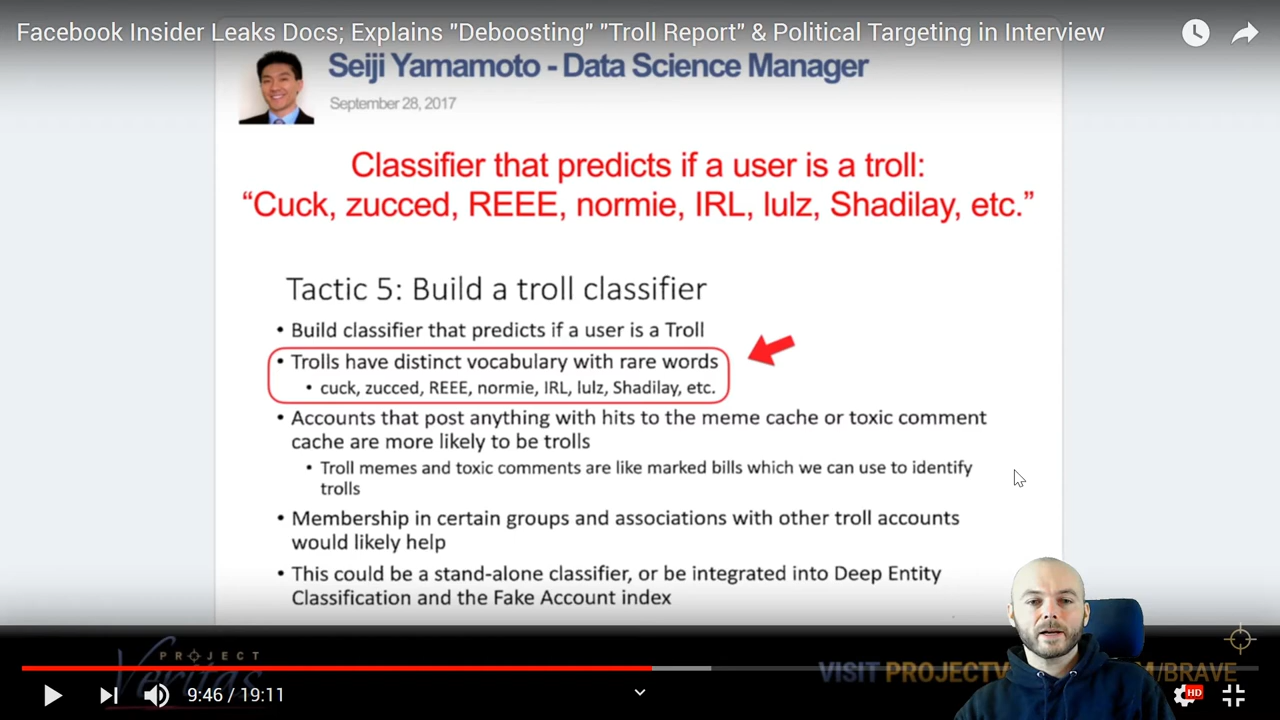 Facebook Insider Leaks Docs; Explains "Deboosting" "Troll Report" & Political Targeting in Interview
Seiji Yamamoto - Data Science Manager
September 28, 2017
Classifier that predicts if a user is a troll:
“Cuck, zucced, REEE, normie, IRL, lulz, Shadilay, etc.”
Tactic 5: Build a troll classifier
• Build classifier that predicts if a user is a Troll
• Trolls have distinct vocabulary with rare words
• cuck, zucced, REEE, normie, IRL, lulz, Shadilay, etc.
• Accounts that post anything with hits to the meme cache or toxic comment
cache are more likely to be trolls
• Troll memes and toxic comments are like marked bills which we can use to identify
trolls
• Membership in certain groups and associations with other troll accounts
would likely help
• This could be a stand-alone classifier, or be integrated into Deep Entity
Classification and the Fake Account index
PROJECT
Veritas
VISIT PROJECTV M/BRAVE
9:46 / 19:11
HD